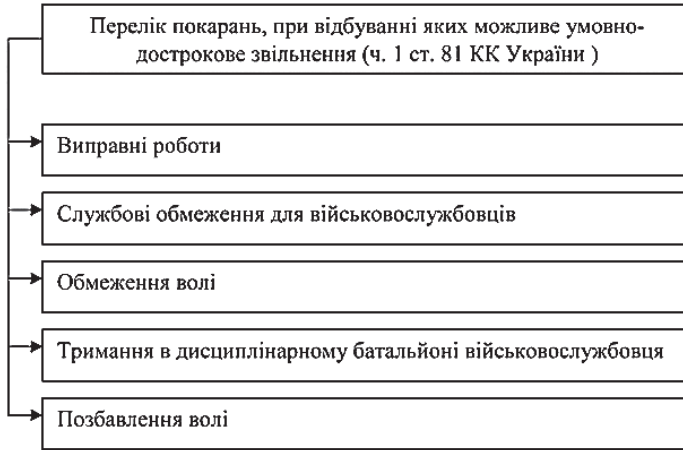 Перелік покарань, при відбуванні яких можливе умовно-
дострокове звільнення (ч. 1 ст. 81 КК України )
Виправні роботи
Службові обмеження для військовослужбовців
Обмеження волі
Тримання в дисциплінарному батальйоні військовослужбовця
Позбавлення волі